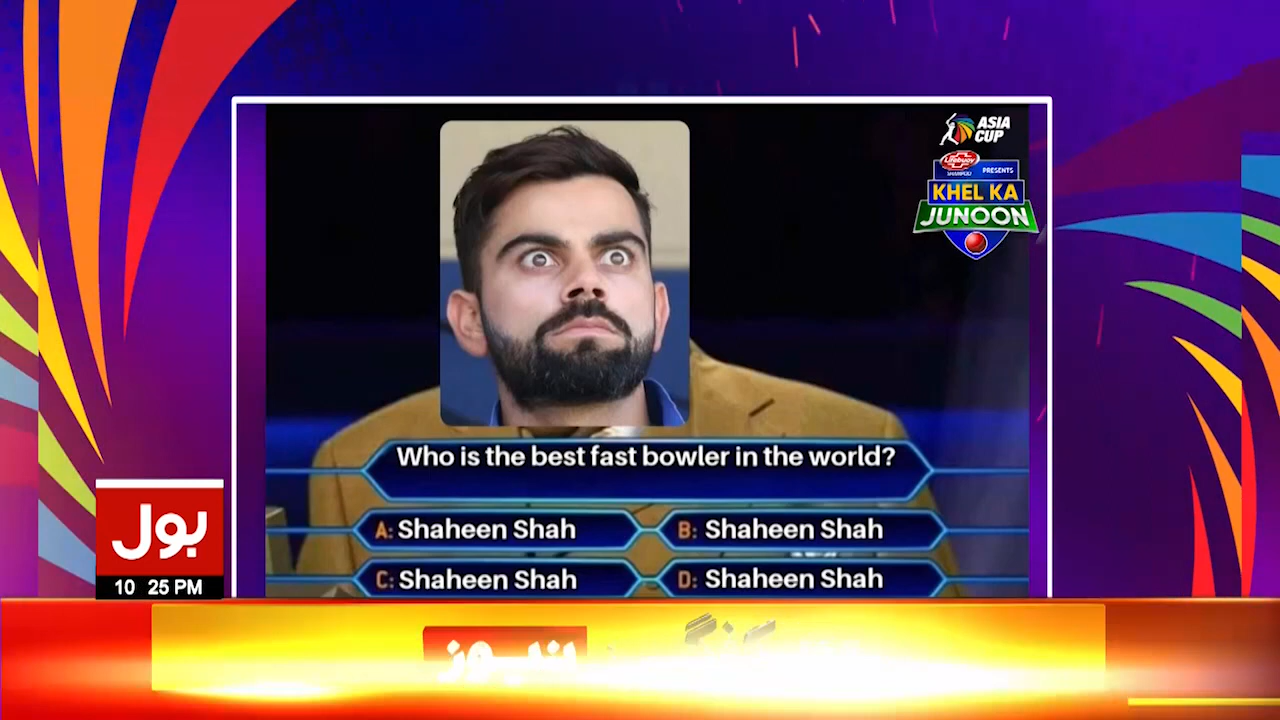 ASIA
CUP
Lifebuoy
SHAMPOO
PRESENTS
KHEL KA
JUNOON
Who is the best fast bowler in the world?
A: Shaheen Shah
B: Shaheen Shah
C: Shaheen Shah
D: Shaheen Shah
بول
10 25 PM